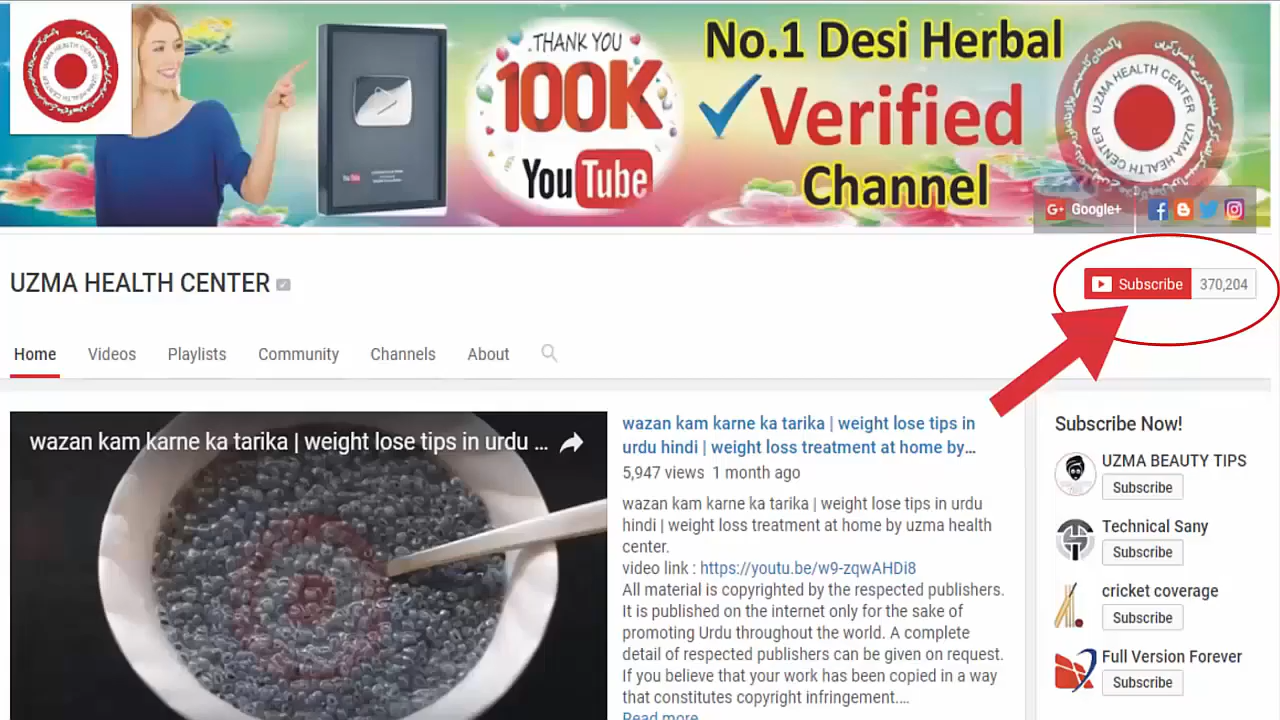 THANK YOU
100K
YouTube
No.1 Desi Herbal
Verified
Channel
UZMA HEALTH CENTER
UZMA HEALTH CENTER
Google+
UZMA HEALTH CENTER
Subscribe 370,204
Home Videos Playlists Community Channels About
wazan kam karne ka tarika | weight lose tips in urdu ...
wazan kam karne ka tarika | weight lose tips in
urdu hindi | weight loss treatment at home by...
5,947 views 1 month ago
wazan kam karne ka tarika | weight lose tips in urdu
hindi | weight loss treatment at home by uzma health
center.
video link : https://youtu.be/w9-zqwAHDi8
All material is copyrighted by the respected publishers.
It is published on the internet only for the sake of
promoting Urdu throughout the world. A complete
detail of respected publishers can be given on request.
If you believe that your work has been copied in a way
that constitutes copyright infringement....
Read more
Subscribe Now!
UZMA BEAUTY TIPS
Subscribe
Technical Sany
Subscribe
cricket coverage
Subscribe
Full Version Forever
Subscribe